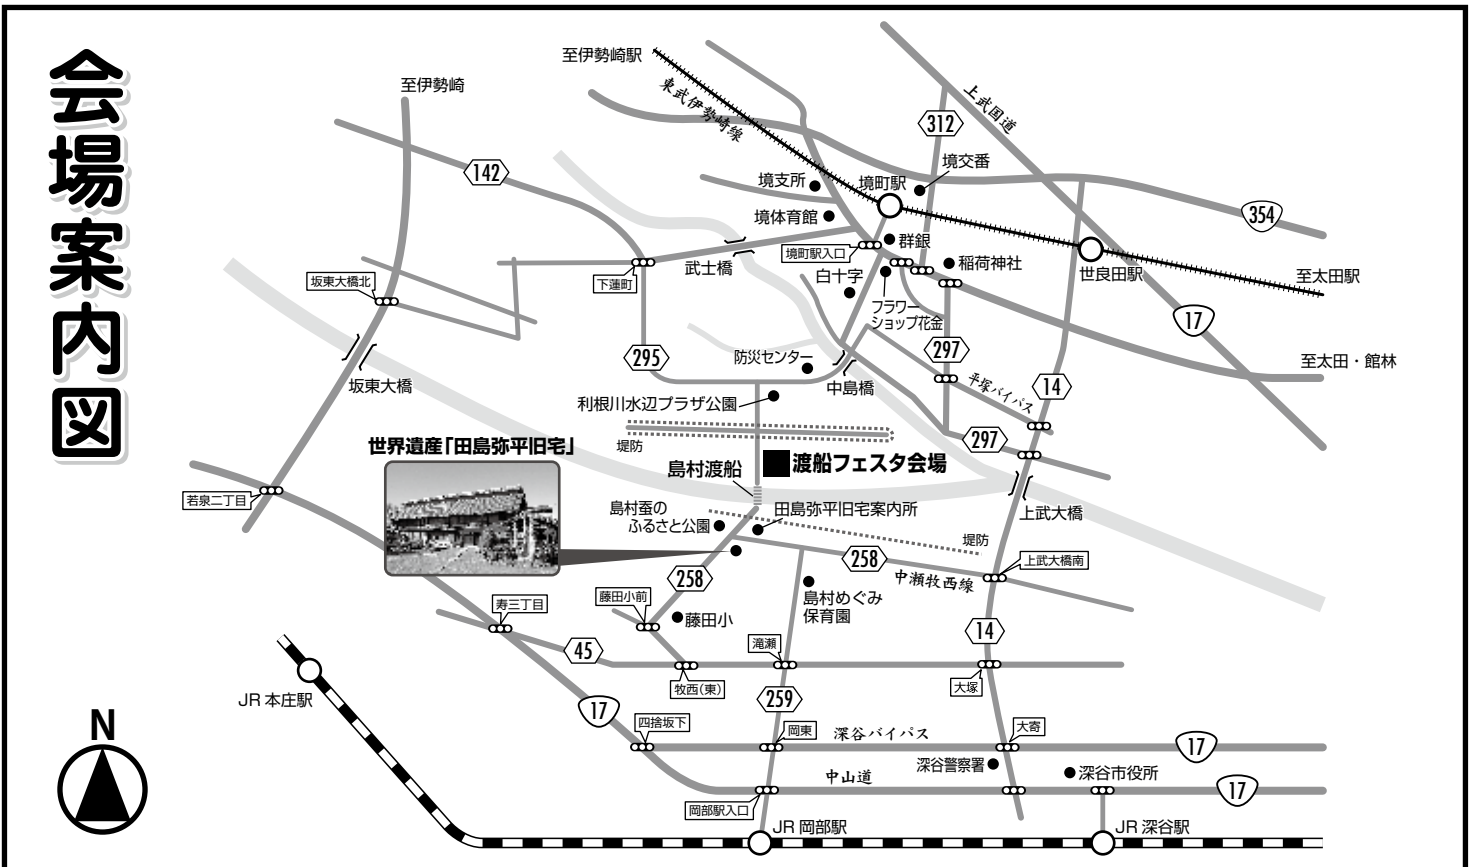 会場案内図
至伊勢崎駅
至伊勢崎
東武伊勢崎線
上武国道
312
境交番
142
境支所
境町駅
354
境体育館
群銀
境町駅入口
武士橋
稲荷神社
世良田駅
至太田駅
坂東大橋北
下蓮町
白十字
フラワー
ショップ花金
17
295
防災センター
297
至太田・館林
坂東大橋
中島橋
平塚バイパス
14
利根川水辺プラザ公園
堤防
297
世界遺産「田島弥平旧宅」
島村渡船
渡船フェスタ会場
若泉二丁目
島村蚕の
ふるさと公園
田島弥平旧宅案内所
上武大橋
堤防
258
上武大橋南
258
中瀬牧西線
寿三丁目
藤田小前
島村めぐみ
保育園
藤田小
14
45
滝瀬
牧西(東)
大塚
JR 本庄駅
259
17
四捨坂下
岡東
深谷バイパス
大寄
17
N
深谷警察署
深谷市役所
中山道
17
岡部駅入口
JR 岡部駅
JR 深谷駅